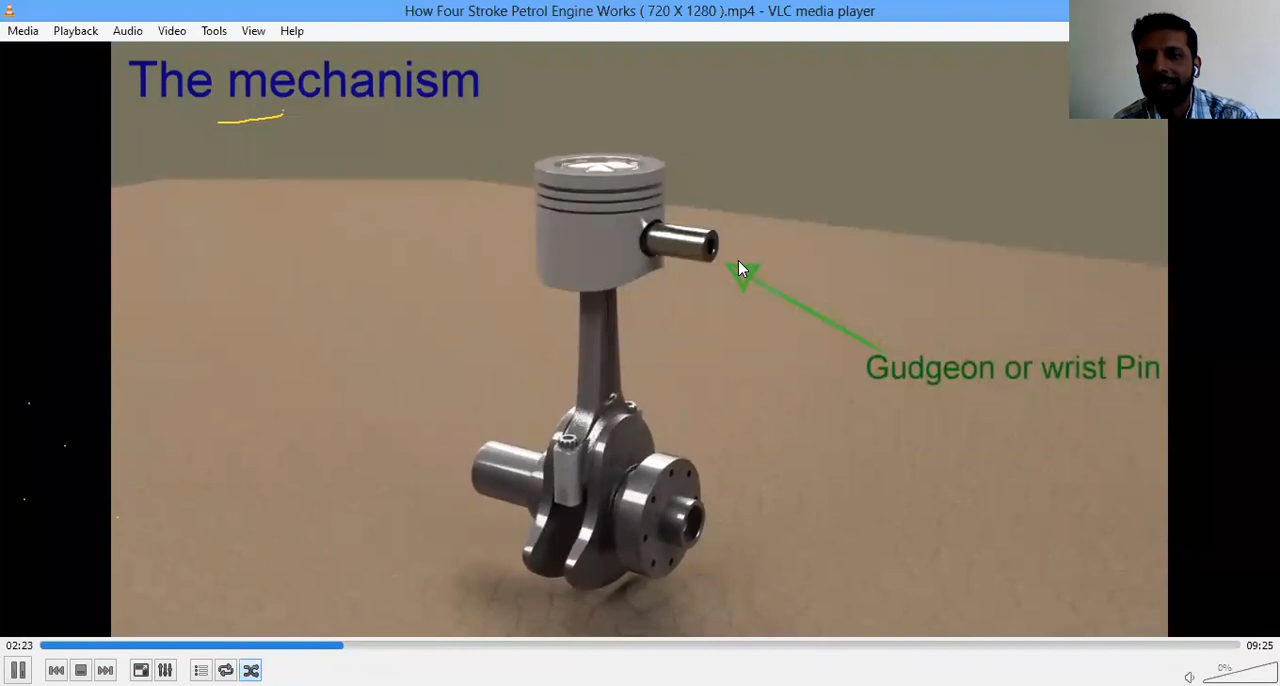 How Four Stroke Petrol Engine Works ( 720 X 1280 ).mp4 - VLC media player
Media Playback Audio Video Tools View Help
The mechanism
Gudgeon or wrist Pin
02:23
09:25
0%